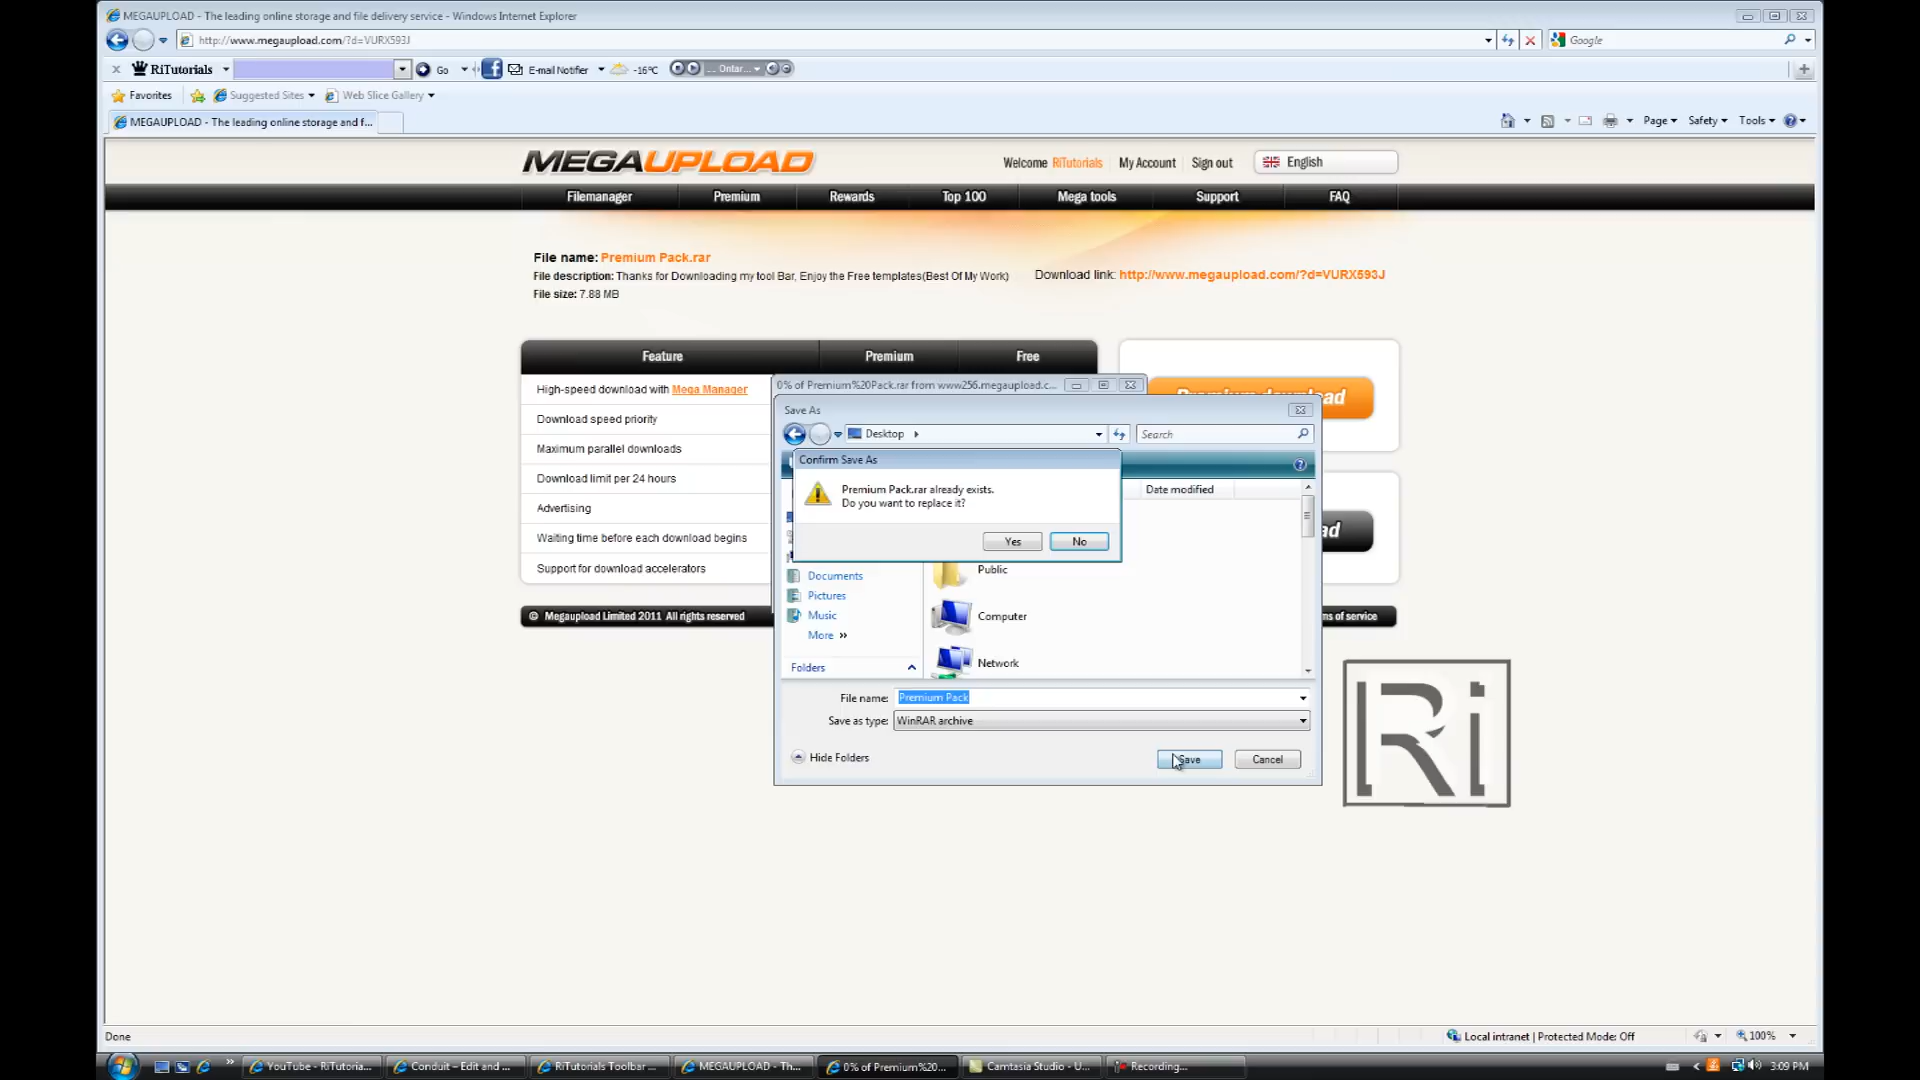 MEGAUPLOAD - The leading online storage and file delivery service - Windows Internet Explorer
http://www.megaupload.com/?d=VURX593J
Google
RiTutorials
Go
E-mail Notifier
-16°C
... Ontar...
Favorites
Suggested Sites
Web Slice Gallery
MEGAUPLOAD - The leading online storage and f...
Page
Safety
Tools
MEGAUPLOAD
Welcome RiTutorials
My Account
Sign out
English
Filemanager
Premium
Rewards
Top 100
Mega tools
Support
FAQ
File name: Premium Pack.rar
File description: Thanks for Downloading my tool Bar, Enjoy the Free templates(Best Of My Work)
Download link: http://www.megaupload.com/?d=VURX593J
File size: 7.88 MB
Feature
Premium
Free
High-speed download with Mega Manager
Download speed priority
Maximum parallel downloads
Download limit per 24 hours
Advertising
Waiting time before each download begins
Support for download accelerators
0% of Premium%20Pack.rar from www256.megaupload.c...
Save As
Desktop
Search
Confirm Save As
Premium Pack.rar already exists.
Do you want to replace it?
Yes
No
Date modified
Public
Documents
Pictures
Music
More »
Computer
Network
Folders
File name: Premium Pack
Save as type: WinRAR archive
Hide Folders
Save
Cancel
© Megaupload Limited 2011 All rights reserved
ms of service
Ri
Done
Local intranet | Protected Mode: Off
100%
YouTube - RiTutoria...
Conduit – Edit and ...
RiTutorials Toolbar ...
MEGAUPLOAD - Th...
0% of Premium%20...
Camtasia Studio - U...
Recording...
3:09 PM